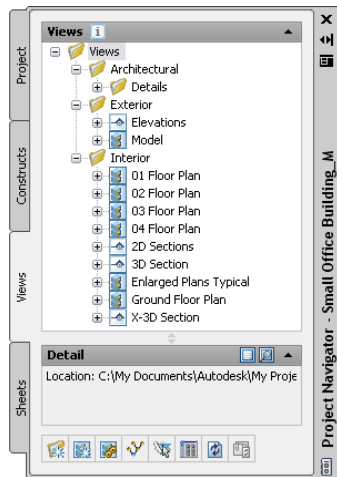 Project
Constructs
Views
Sheets
Views
Views
Architectural
Details
Exterior
Elevations
Model
Interior
01 Floor Plan
02 Floor Plan
03 Floor Plan
04 Floor Plan
2D Sections
3D Section
Enlarged Plans Typical
Ground Floor Plan
X-3D Section
Detail
Location: C:\My Documents\Autodesk\My Proje
Project Navigator - Small Office Building_M